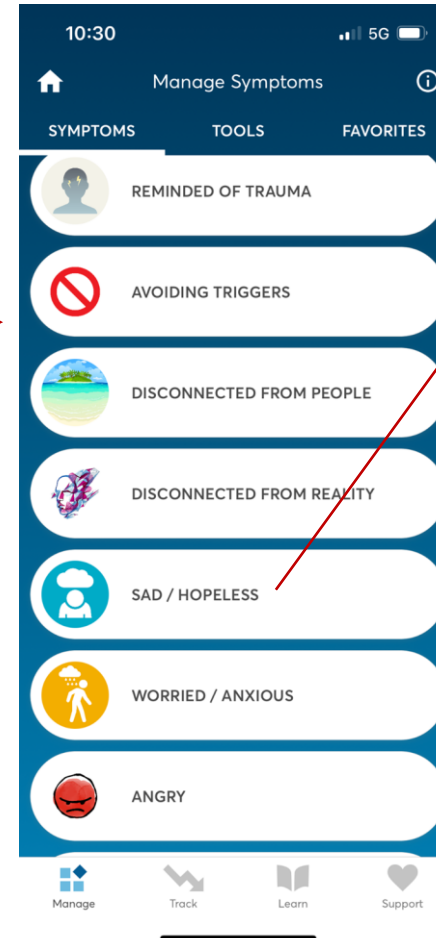 10:30 5G
Manage Symptoms
SYMPTOMS TOOLS FAVORITES
REMINDED OF TRAUMA
AVOIDING TRIGGERS
DISCONNECTED FROM PEOPLE
DISCONNECTED FROM REALITY
SAD / HOPELESS
WORRIED / ANXIOUS
ANGRY
Manage Track Learn Support